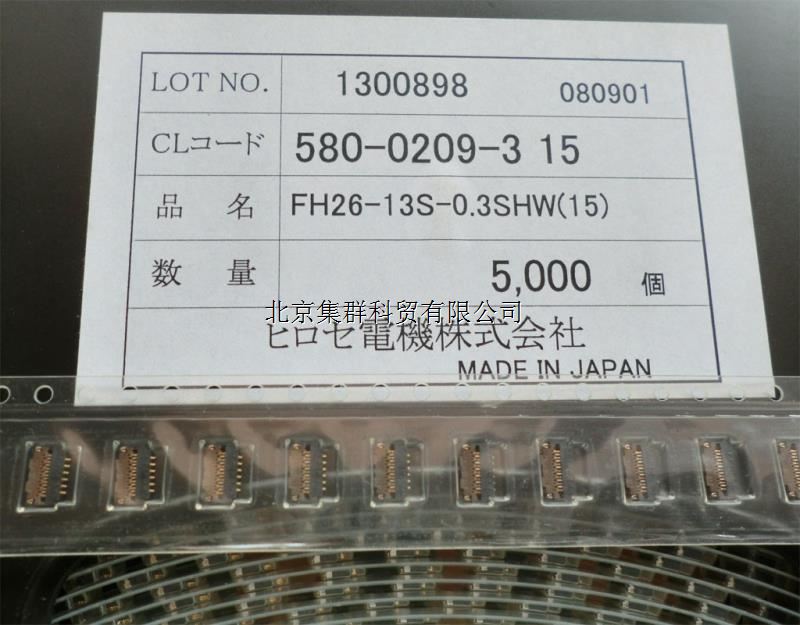 LOT NO. 1300898 080901
CLコード 580-0209-3 15
品 名 FH26-13S-0.3SHW(15)
数 量 5,000 個
北京集群科贸有限公司
ヒロセ電機株式会社
MADE IN JAPAN